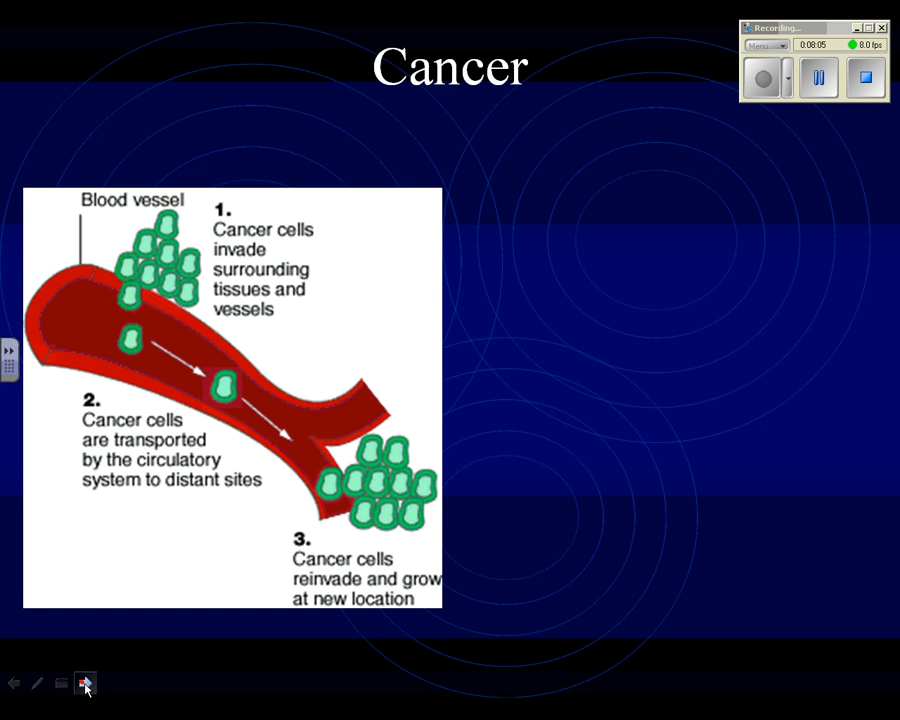 Cancer
Recording...
Menu
0:08:05
8.0 fps
Blood vessel
1.
Cancer cells
invade
surrounding
tissues and
vessels
2.
Cancer cells
are transported
by the circulatory
system to distant sites
3.
Cancer cells
reinvade and grow
at new location